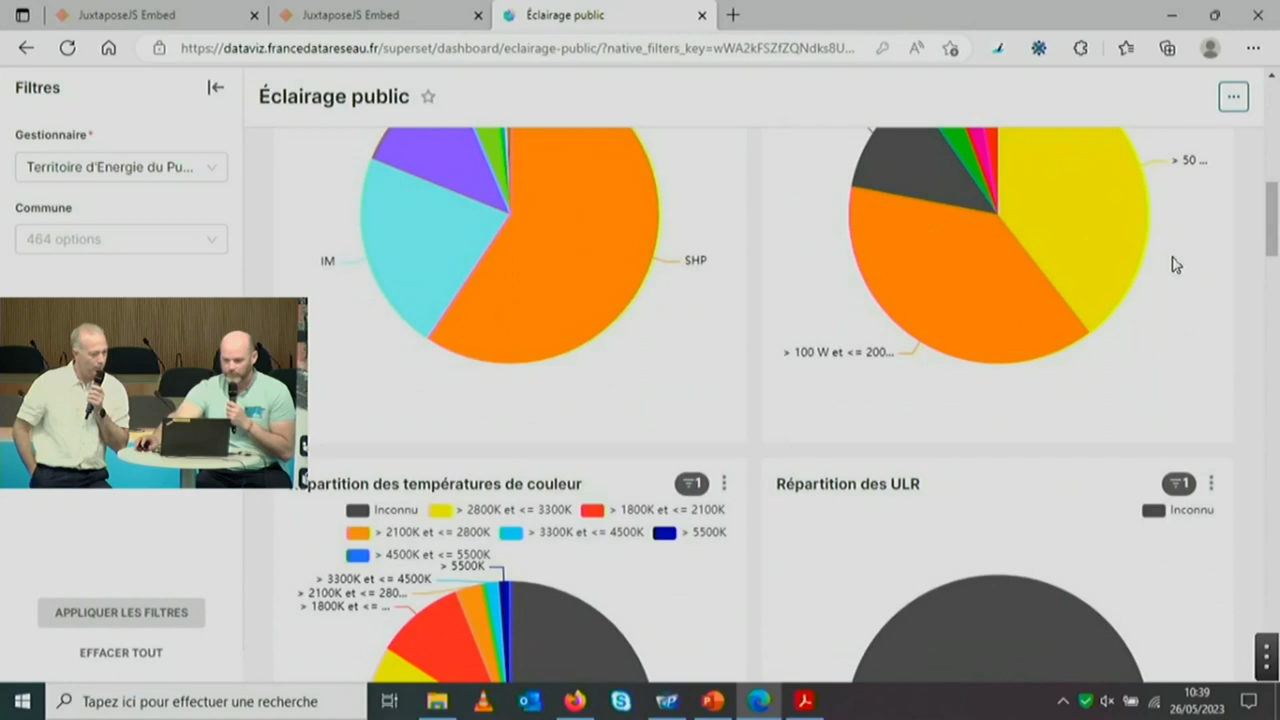 JuxtaposeJS Embed
JuxtaposeJS Embed
Éclairage public
https://dataviz.francedatareseau.fr/superset/dashboard/eclairage-public/?native_filters_key=wWA2kFSZfZQNdks8U...
Filtres
Éclairage public
Gestionnaire*
Territoire d'Energie du Pu...
Commune
464 options
> 50 ...
IM
SHP
> 100 W et <= 200...
partition des températures de couleur
1
Répartition des ULR
1
Inconnu
> 2800K et <= 3300K
> 1800K et <= 2100K
Inconnu
> 2100K et <= 2800K
> 3300K et <= 4500K
> 5500K
> 4500K et <= 5500K
> 5500K
> 3300K et <= 4500K
> 2100K et <= 280...
> 1800K et <= ...
APPLIQUER LES FILTRES
EFFACER TOUT
Tapez ici pour effectuer une recherche
10:39
26/05/2023